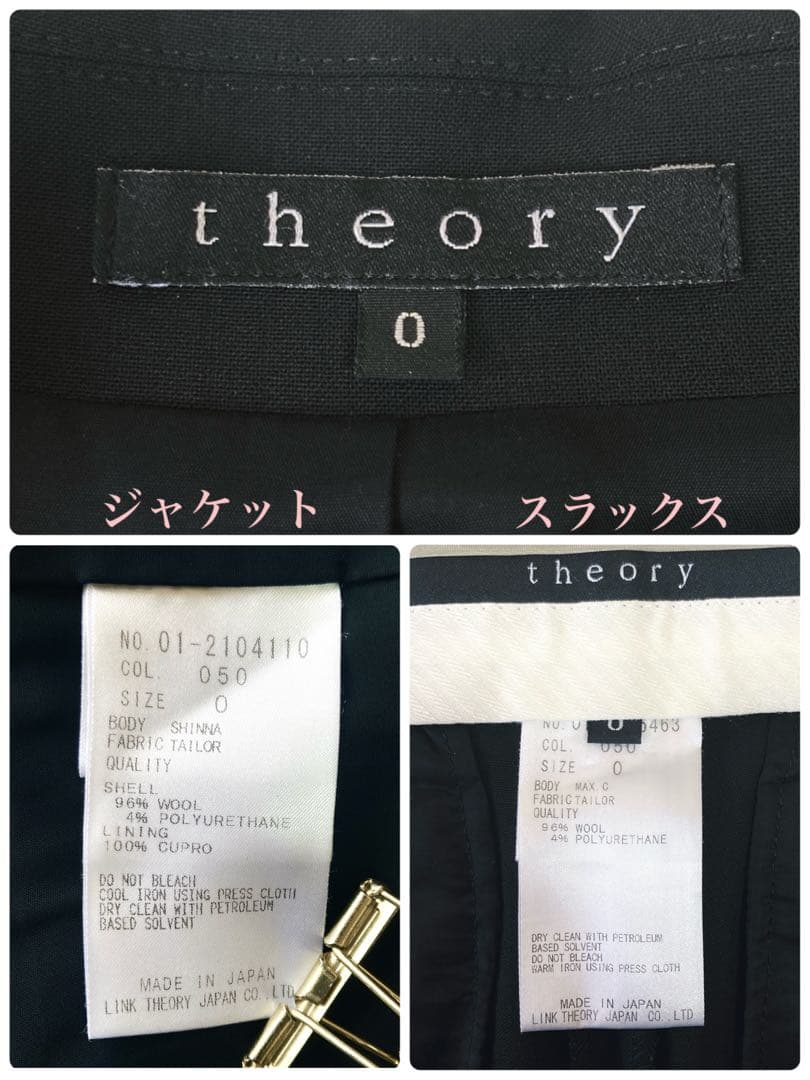 theory
0
ジャケット
スラックス
NO. 01-2104110
COL. 050
SIZE 0
BODY SHINNA
FABRIC TAILOR
QUALITY
SHELL
96% WOOL
4% POLYURETHANE
LINING
100% CUPRO
DO NOT BLEACH
COOL IRON USING PRESS CLOTH
DRY CLEAN WITH PETROLEUM
BASED SOLVENT
MADE IN JAPAN
LINK THEORY JAPAN CO., LTD
theory
0
NO. 0 5463
COL. 050
SIZE 0
BODY MAX. C
FABRIC TAILOR
QUALITY
96% WOOL
4% POLYURETHANE
DRY CLEAN WITH PETROLEUM
BASED SOLVENT
DO NOT BLEACH
WARM IRON USING PRESS CLOTH
MADE IN JAPAN
LINK THEORY JAPAN CO., LTD